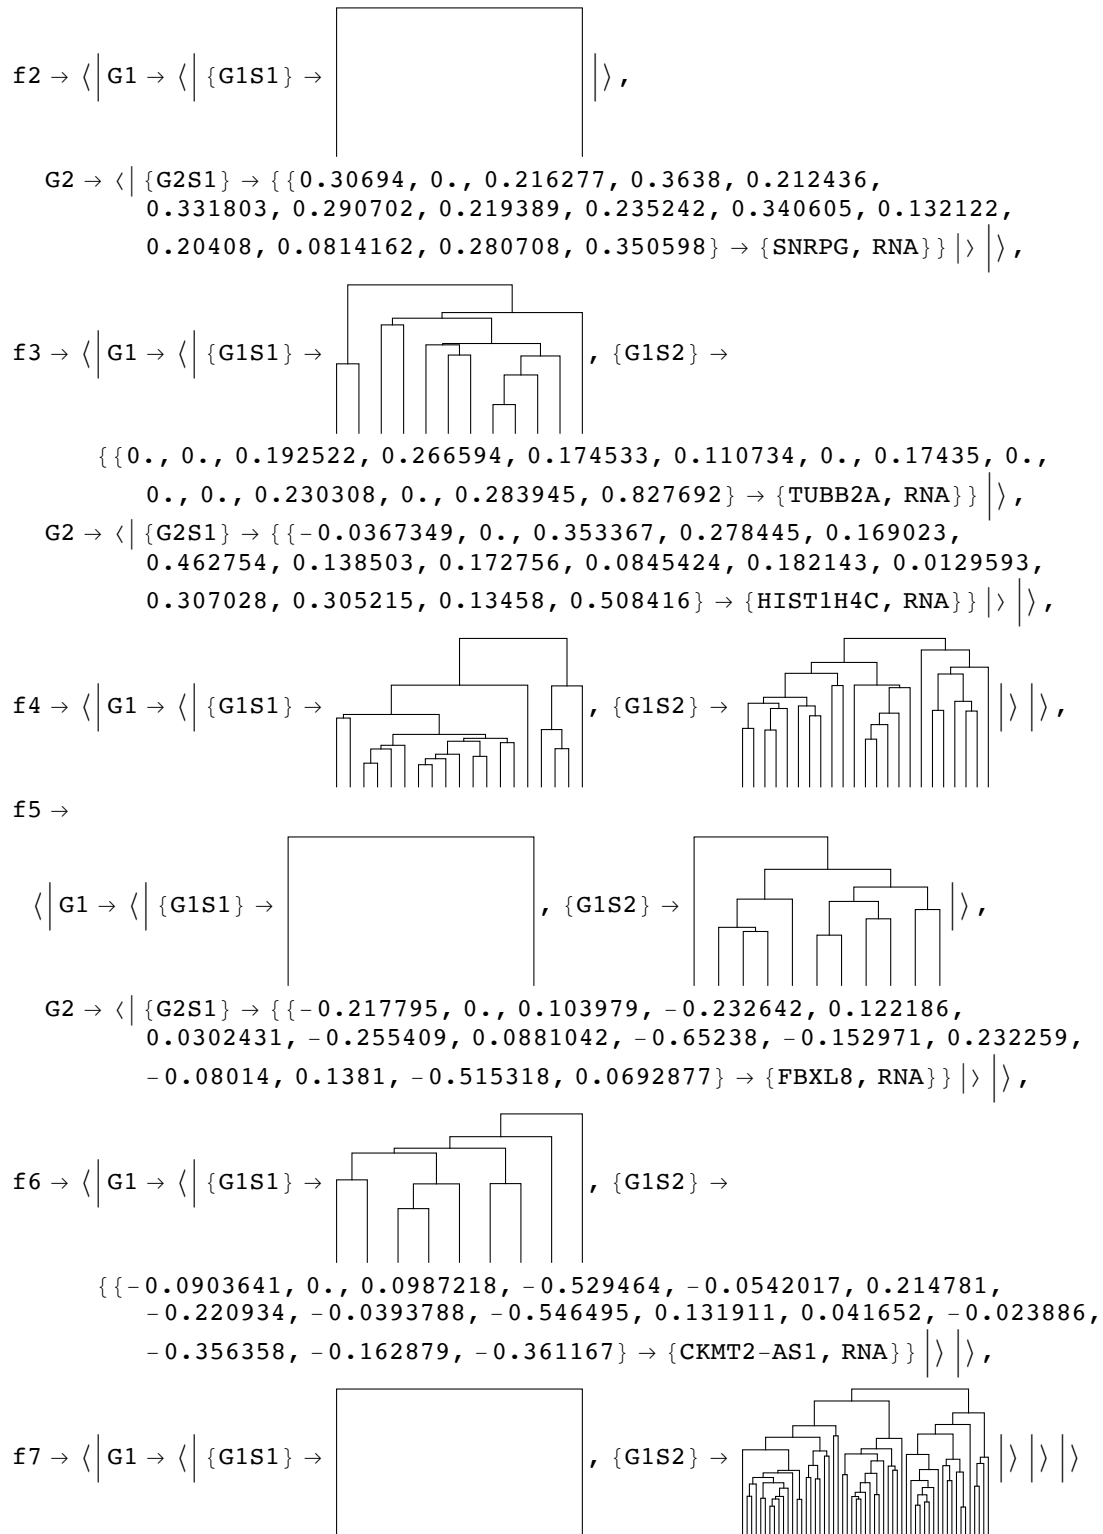 f2 → 〈| G1 → 〈| {G1S1} → |〉,
G2 → 〈| {G2S1} → {{0.30694, 0., 0.216277, 0.3638, 0.212436,
0.331803, 0.290702, 0.219389, 0.235242, 0.340605, 0.132122,
0.20408, 0.0814162, 0.280708, 0.350598} → {SNRPG, RNA}} |〉 |〉,
f3 → 〈| G1 → 〈| {G1S1} → , {G1S2} →
{{0., 0., 0.192522, 0.266594, 0.174533, 0.110734, 0., 0.17435, 0.,
0., 0., 0.230308, 0., 0.283945, 0.827692} → {TUBB2A, RNA}} |〉,
G2 → 〈| {G2S1} → {{-0.0367349, 0., 0.353367, 0.278445, 0.169023,
0.462754, 0.138503, 0.172756, 0.0845424, 0.182143, 0.0129593,
0.307028, 0.305215, 0.13458, 0.508416} → {HIST1H4C, RNA}} |〉 |〉,
f4 → 〈| G1 → 〈| {G1S1} → , {G1S2} → |〉 |〉,
f5 →
〈| G1 → 〈| {G1S1} → , {G1S2} → |〉,
G2 → 〈| {G2S1} → {{-0.217795, 0., 0.103979, -0.232642, 0.122186,
0.0302431, -0.255409, 0.0881042, -0.65238, -0.152971, 0.232259,
-0.08014, 0.1381, -0.515318, 0.0692877} → {FBXL8, RNA}} |〉 |〉,
f6 → 〈| G1 → 〈| {G1S1} → , {G1S2} →
{{-0.0903641, 0., 0.0987218, -0.529464, -0.0542017, 0.214781,
-0.220934, -0.0393788, -0.546495, 0.131911, 0.041652, -0.023886,
-0.356358, -0.162879, -0.361167} → {CKMT2-AS1, RNA}} |〉 |〉,
f7 → 〈| G1 → 〈| {G1S1} → , {G1S2} → |〉 |〉 |〉